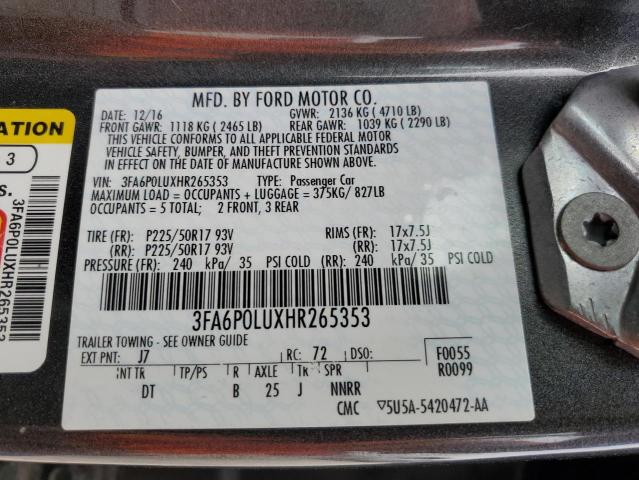 MFD. BY FORD MOTOR CO.
DATE: 12/16 GVWR: 2136 KG ( 4710 LB)
FRONT GAWR: 1118 KG ( 2465 LB) REAR GAWR: 1039 KG ( 2290 LB)
THIS VEHICLE CONFORMS TO ALL APPLICABLE FEDERAL MOTOR
VEHICLE SAFETY, BUMPER, AND THEFT PREVENTION STANDARDS
IN EFFECT ON THE DATE OF MANUFACTURE SHOWN ABOVE.
VIN: 3FA6P0LUXHR265353 TYPE: Passenger Car
MAXIMUM LOAD = OCCUPANTS + LUGGAGE = 375KG/ 827LB
OCCUPANTS = 5 TOTAL; 2 FRONT, 3 REAR
TIRE (FR): P225/50R17 93V RIMS (FR): 17x7.5J
(RR): P225/50R17 93V (RR): 17x7.5J
PRESSURE (FR): 240 kPa/ 35 PSI COLD (RR): 240 kPa/ 35 PSI COLD
3FA6P0LUXHR265353
TRAILER TOWING - SEE OWNER GUIDE
EXT PNT: J7 RC: 72 DSO: F0055
R0099
INT TR TP/PS R AXLE TR SPR
DT B 25 J NNRR
CMC ▽5U5A-5420472-AA
ATION
3
s.
3FA6P0LUXHR265353